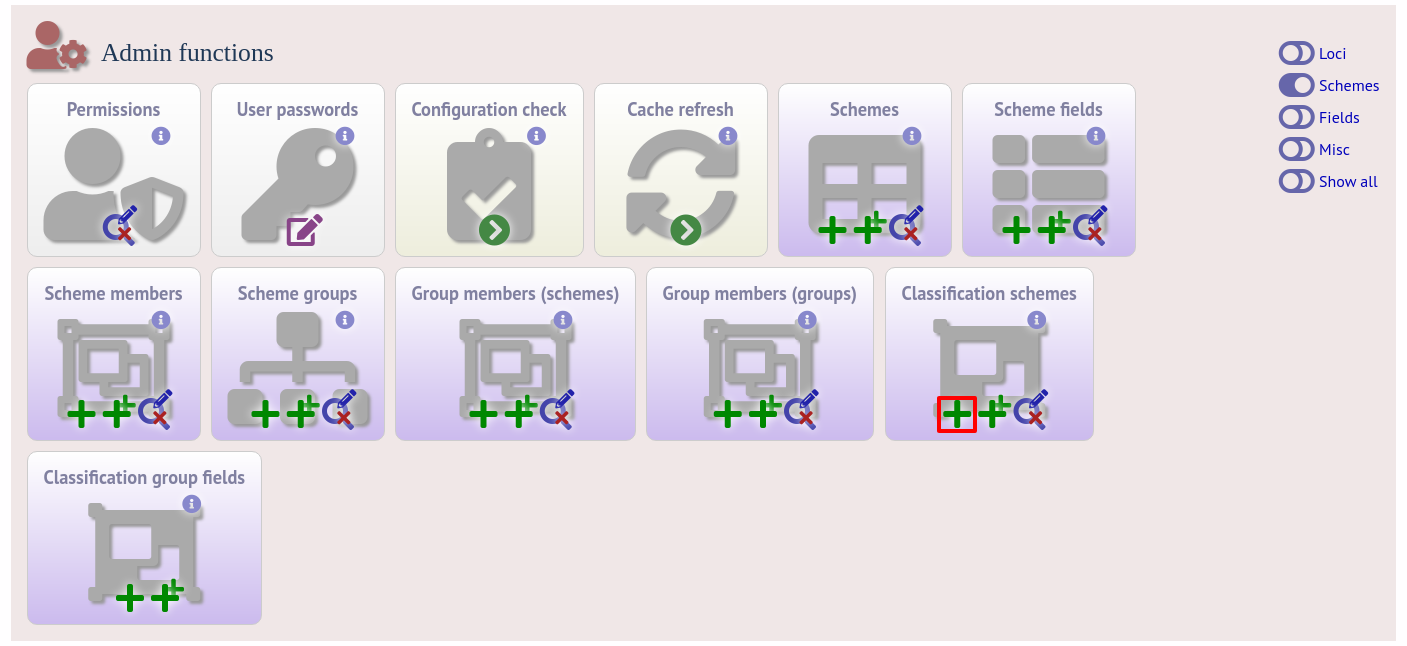 Admin functions
Loci
Schemes
Fields
Misc
Show all
Permissions
User passwords
Configuration check
Cache refresh
Schemes
Scheme fields
Scheme members
Scheme groups
Group members (schemes)
Group members (groups)
Classification schemes
Classification group fields